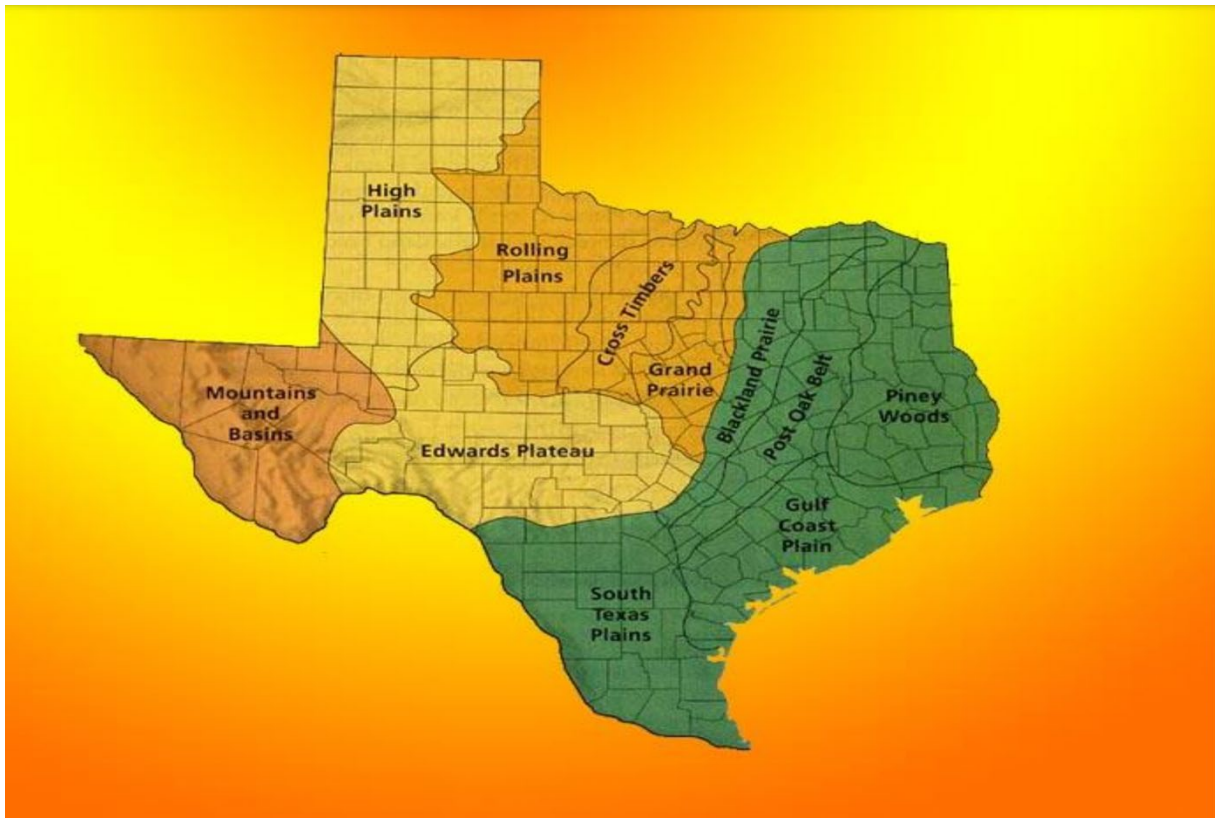 High
Plains
Rolling
Plains
Cross Timbers
Grand
Prairie
Blackland Prairie
Post Oak Belt
Piney
Woods
Mountains
and
Basins
Edwards Plateau
Gulf
Coast
Plain
South
Texas
Plains